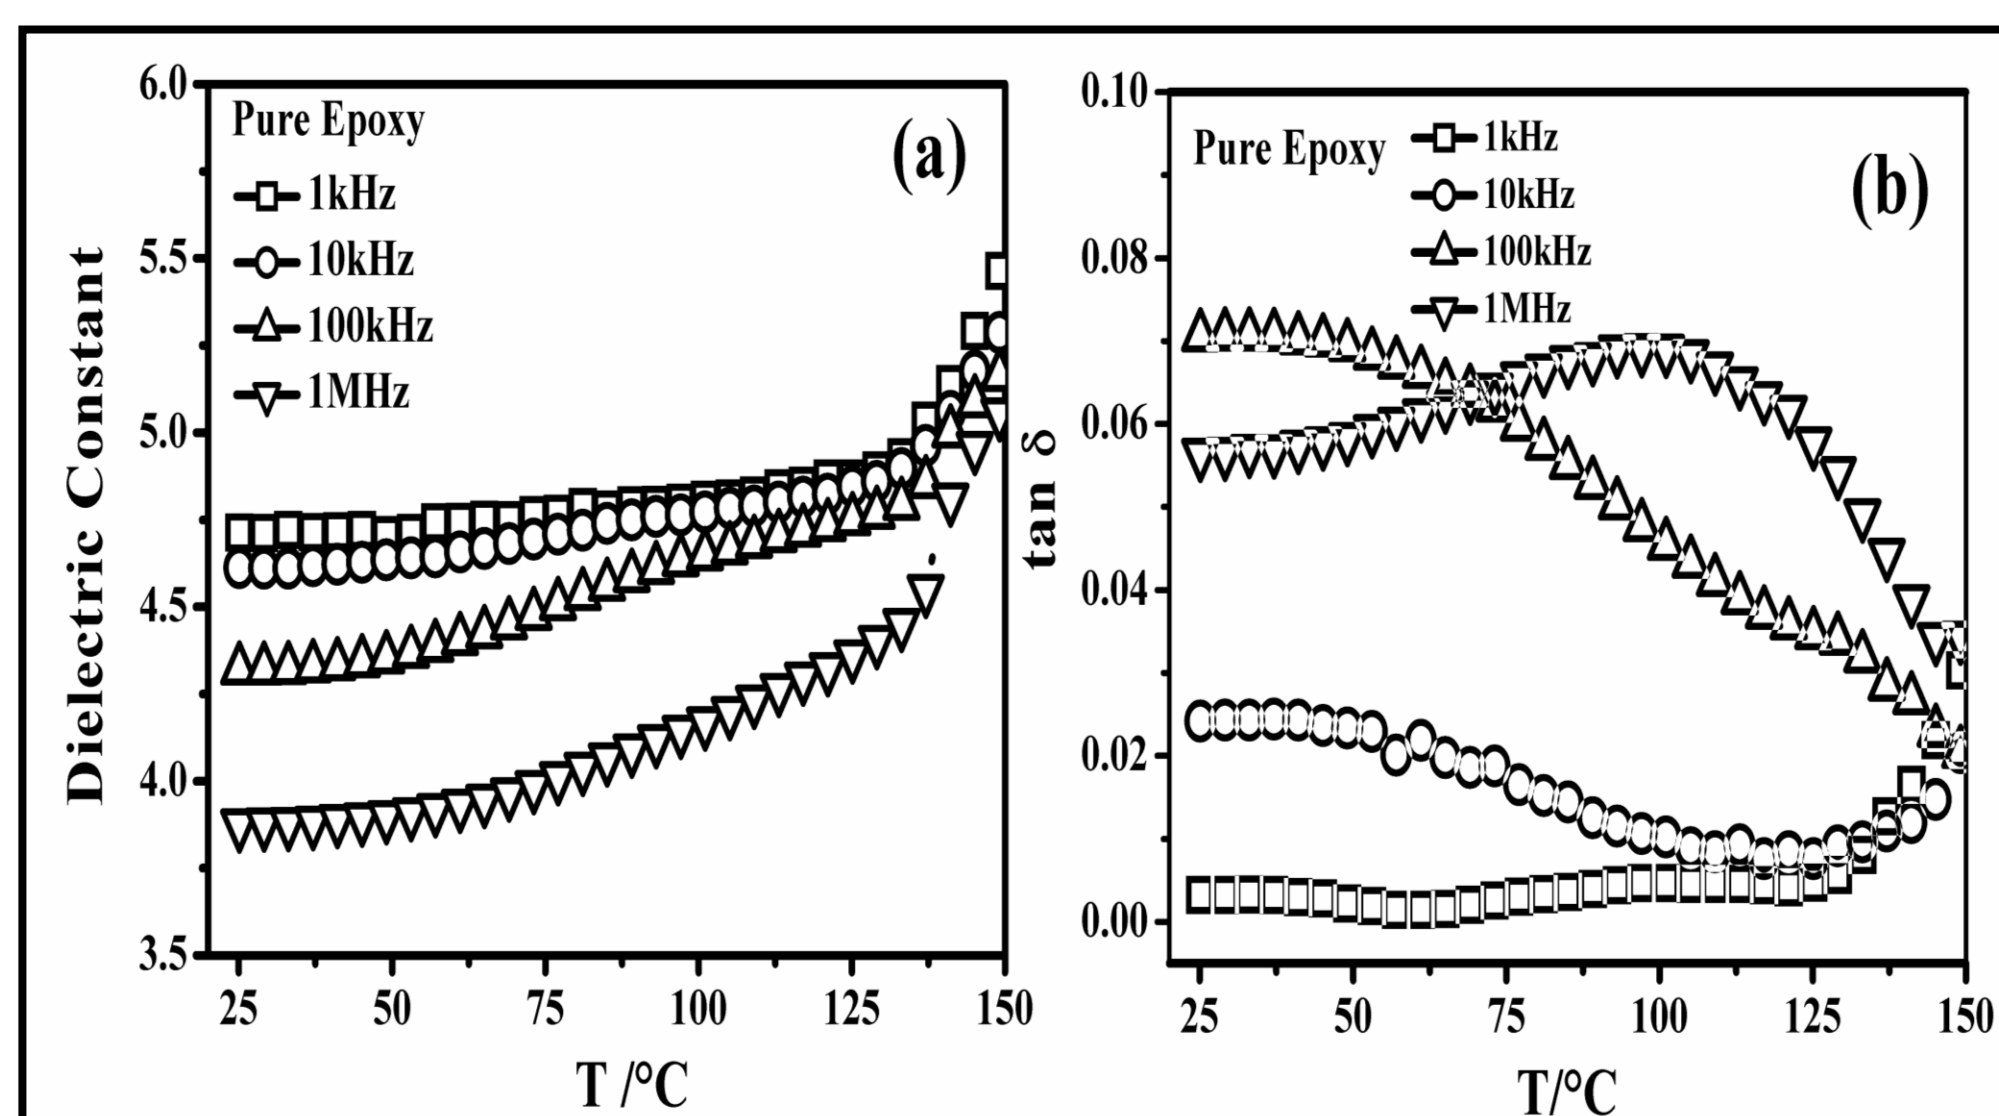 Pure Epoxy
1kHz
10kHz
100kHz
1MHz
(a)
Dielectric Constant
6.0
5.5
5.0
4.5
4.0
3.5
25 50 75 100 125 150
T /°C
Pure Epoxy
1kHz
10kHz
100kHz
1MHz
(b)
tan δ
0.10
0.08
0.06
0.04
0.02
0.00
25 50 75 100 125 150
T/°C